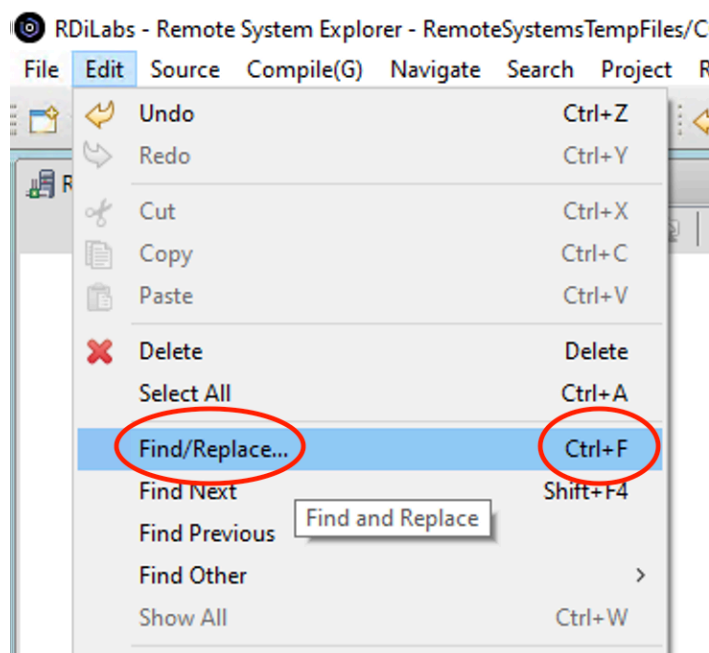 RDiLabs - Remote System Explorer - RemoteSystemsTempFiles/C
File Edit Source Compile(G) Navigate Search Project R
Undo Ctrl+Z
Redo Ctrl+Y
R
Cut Ctrl+X
Copy Ctrl+C
Paste Ctrl+V
Delete Delete
Select All Ctrl+A
Find/Replace... Ctrl+F
Find Next Shift+F4
Find and Replace
Find Previous
Find Other >
Show All Ctrl+W